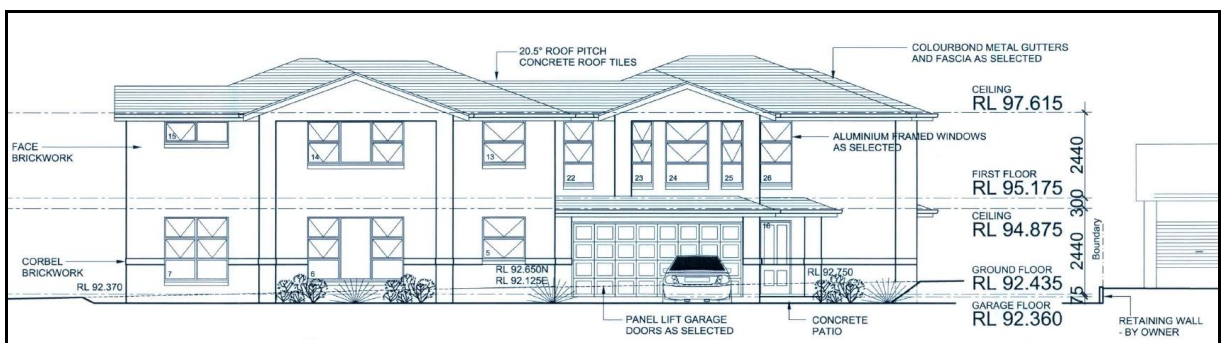 20.5° ROOF PITCH
CONCRETE ROOF TILES
COLOURBOND METAL GUTTERS
AND FASCIA AS SELECTED
CEILING
RL 97.615
FACE
BRICKWORK
15
14
13
22
23
24
25
26
ALUMINIUM FRAMED WINDOWS
AS SELECTED
2440
FIRST FLOOR
RL 95.175
300
CEILING
RL 94.875
2440
Boundary
CORBEL
BRICKWORK
RL 92.370
7
6
5
16
RL 92.650N
RL 92.125E
RL 92.750
GROUND FLOOR
RL 92.435
75
GARAGE FLOOR
RL 92.360
PANEL LIFT GARAGE
DOORS AS SELECTED
CONCRETE
PATIO
RETAINING WALL
- BY OWNER